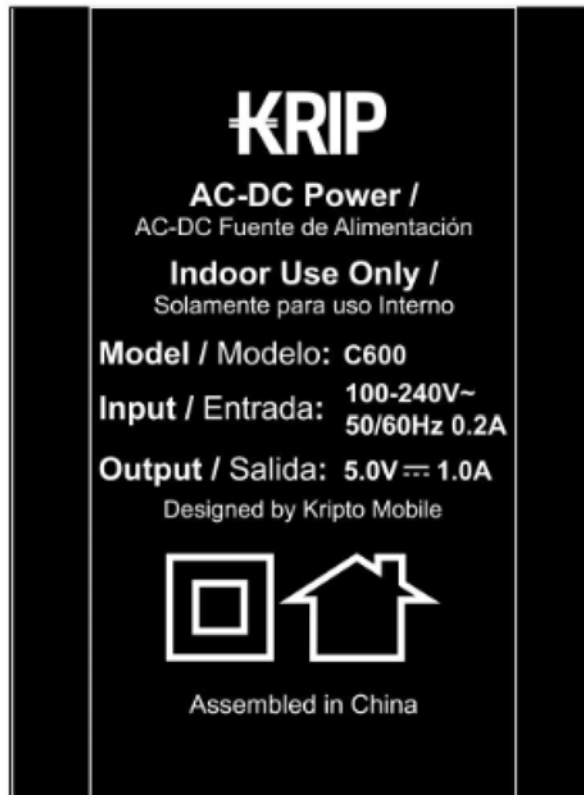 KRIP
AC-DC Power /
AC-DC Fuente de Alimentación
Indoor Use Only /
Solamente para uso Interno
Model / Modelo: C600
Input / Entrada: 100-240V~
50/60Hz 0.2A
Output / Salida: 5.0V⎓1.0A
Designed by Kripto Mobile
Assembled in China